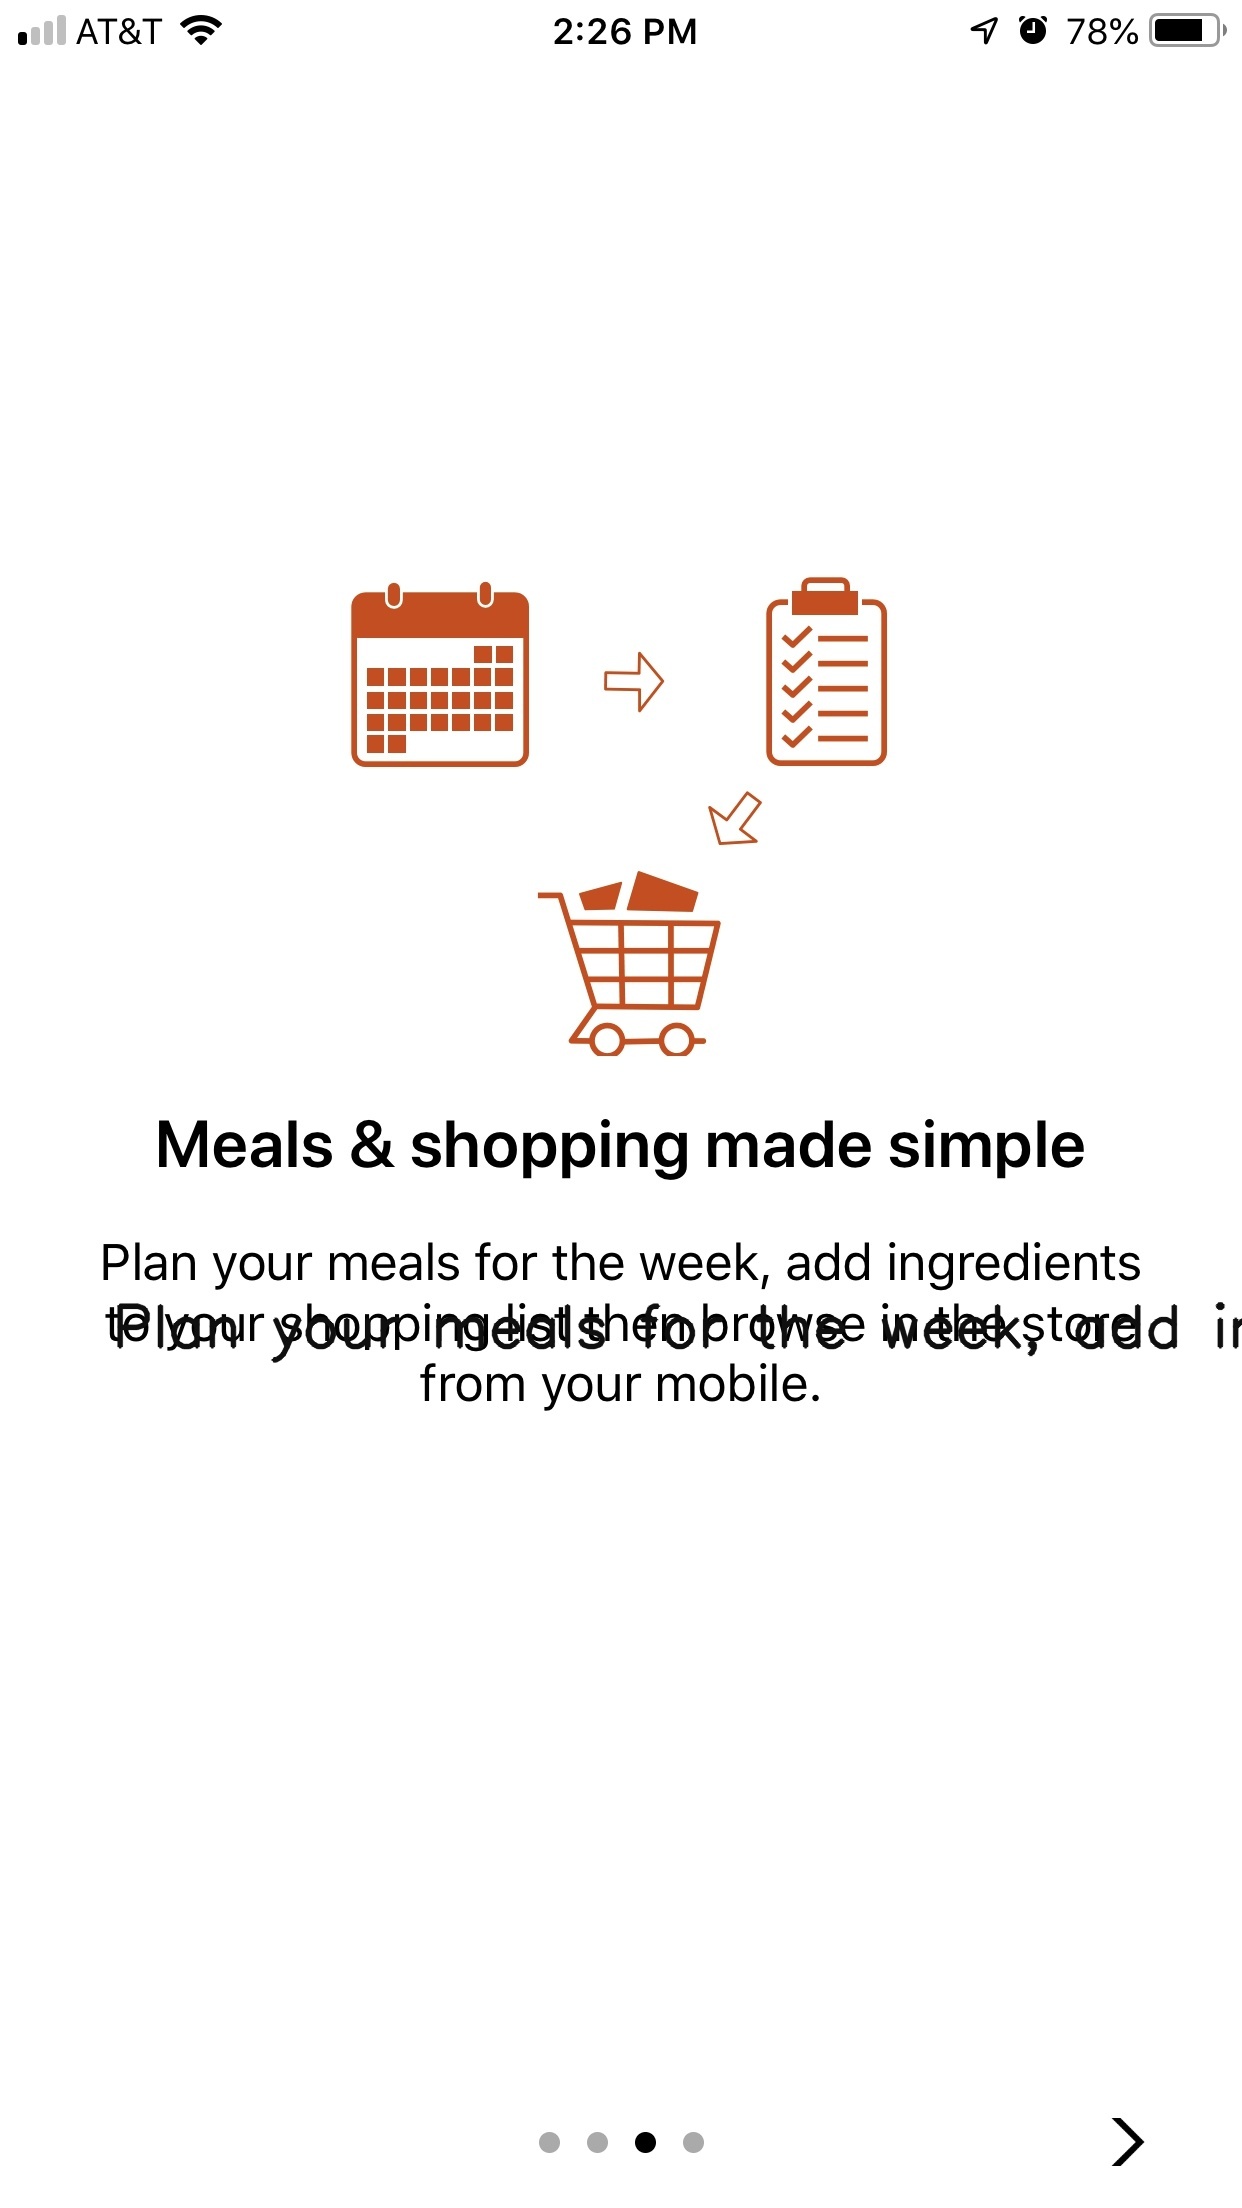 AT&T 2:26 PM 78%
Meals & shopping made simple
Plan your meals for the week, add ingredients
to your shopping list then browse in the store
Plan your meals for the week, add
from your mobile.